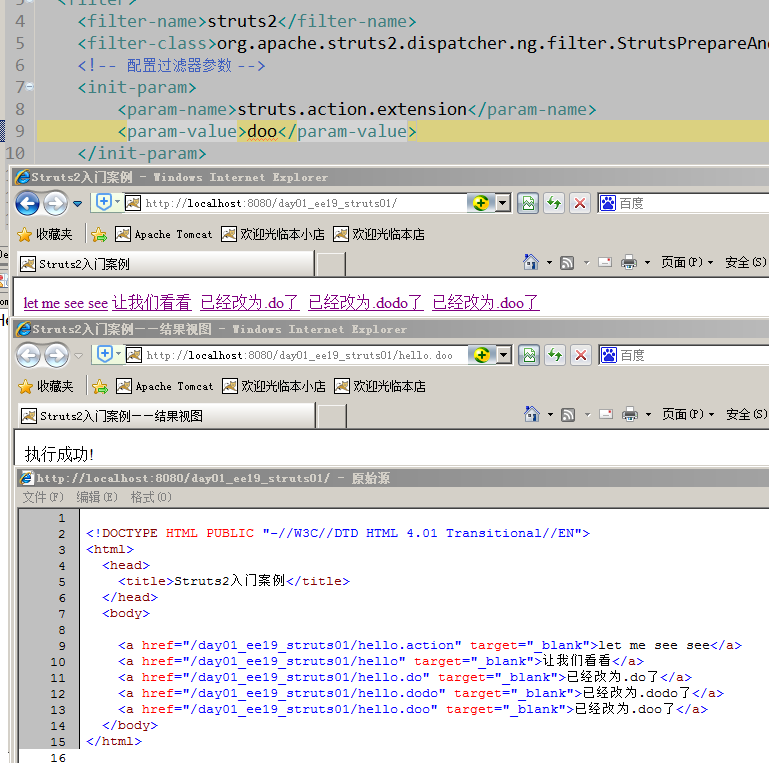 3 <filter>
4 <filter-name>struts2</filter-name>
5 <filter-class>org.apache.struts2.dispatcher.ng.filter.StrutsPrepareAn
6 <!-- 配置过滤器参数 -->
7 <init-param>
8 <param-name>struts.action.extension</param-name>
9 <param-value>doo</param-value>
10 </init-param>
Struts2入门案例 - Windows Internet Explorer
http://localhost:8080/day01_ee19_struts01/
百度
收藏夹 Apache Tomcat 欢迎光临本小店 欢迎光临本店
Struts2入门案例 页面(P) 安全(S)
let me see see 让我们看看 已经改为.do了 已经改为.dodo了 已经改为.doo了
Struts2入门案例——结果视图 - Windows Internet Explorer
http://localhost:8080/day01_ee19_struts01/hello.doo
百度
收藏夹 Apache Tomcat 欢迎光临本小店 欢迎光临本店
Struts2入门案例——结果视图 页面(P) 安全(S)
执行成功!
http://localhost:8080/day01_ee19_struts01/ - 原始源
文件(F) 编辑(E) 格式(O)
1
2 <!DOCTYPE HTML PUBLIC "-//W3C//DTD HTML 4.01 Transitional//EN">
3 <html>
4 <head>
5 <title>Struts2入门案例</title>
6 </head>
7 <body>
8
9 <a href="/day01_ee19_struts01/hello.action" target="_blank">let me see see</a>
10 <a href="/day01_ee19_struts01/hello" target="_blank">让我们看看</a>
11 <a href="/day01_ee19_struts01/hello.do" target="_blank">已经改为.do了</a>
12 <a href="/day01_ee19_struts01/hello.dodo" target="_blank">已经改为.dodo了</a>
13 <a href="/day01_ee19_struts01/hello.doo" target="_blank">已经改为.doo了</a>
14 </body>
15 </html>
16